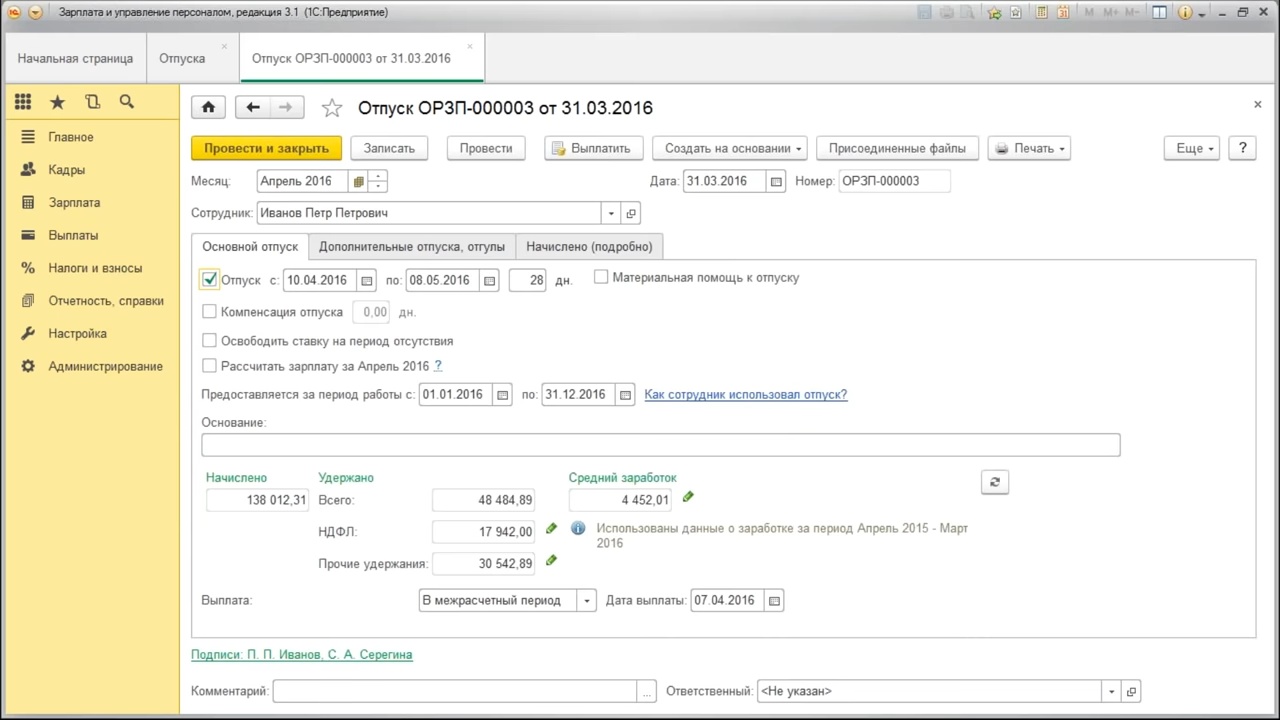 Зарплата и управление персоналом, редакция 3.1 (1С:Предприятие)
M M+ M-
Начальная страница
Отпуска
Отпуск ОРЗП-000003 от 31.03.2016
Отпуск ОРЗП-000003 от 31.03.2016
Главное
Кадры
Зарплата
Выплаты
Налоги и взносы
Отчетность, справки
Настройка
Администрирование
Провести и закрыть Записать Провести Выплатить Создать на основании Присоединенные файлы Печать Еще ?
Месяц: Апрель 2016 Дата: 31.03.2016 Номер: ОРЗП-000003
Сотрудник: Иванов Петр Петрович
Основной отпуск Дополнительные отпуска, отгулы Начислено (подробно)
Отпуск с: 10.04.2016 по: 08.05.2016 28 дн. Материальная помощь к отпуску
Компенсация отпуска 0,00 дн.
Освободить ставку на период отсутствия
Рассчитать зарплату за Апрель 2016 ?
Предоставляется за период работы с: 01.01.2016 по: 31.12.2016 Как сотрудник использовал отпуск?
Основание:
Начислено Удержано Средний заработок
138 012,31 Всего: 48 484,89 4 452,01
НДФЛ: 17 942,00 Использованы данные о заработке за период Апрель 2015 - Март
2016
Прочие удержания: 30 542,89
Выплата: В межрасчетный период Дата выплаты: 07.04.2016
Подписи: П. П. Иванов, С. А. Серегина
Комментарий: ... Ответственный: <Не указан>